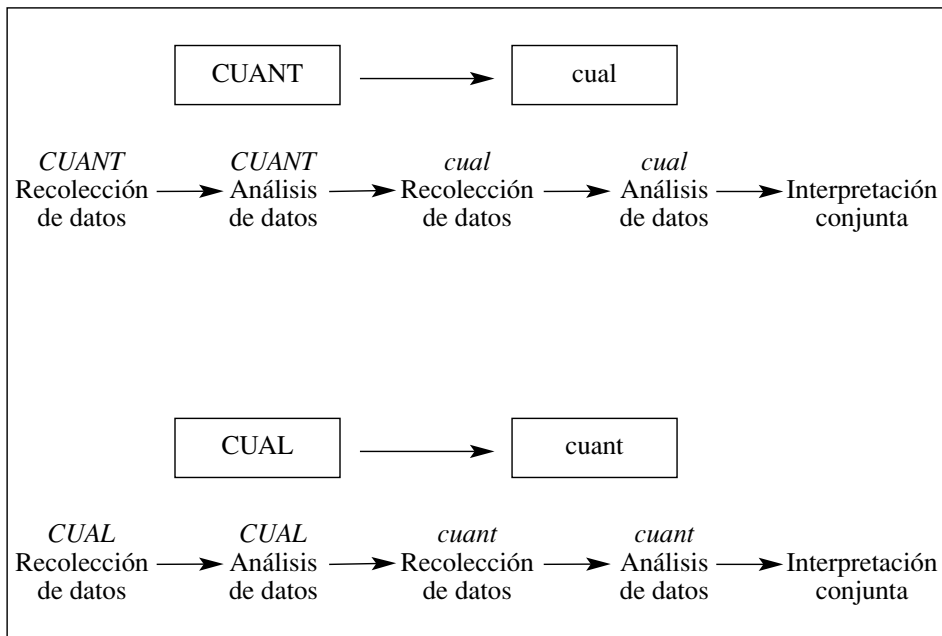 CUANT cual
CUANT CUANT cual cual
Recolección Análisis Recolección Análisis Interpretación
de datos de datos de datos de datos conjunta
CUAL cuant
CUAL CUAL cuant cuant
Recolección Análisis Recolección Análisis Interpretación
de datos de datos de datos de datos conjunta